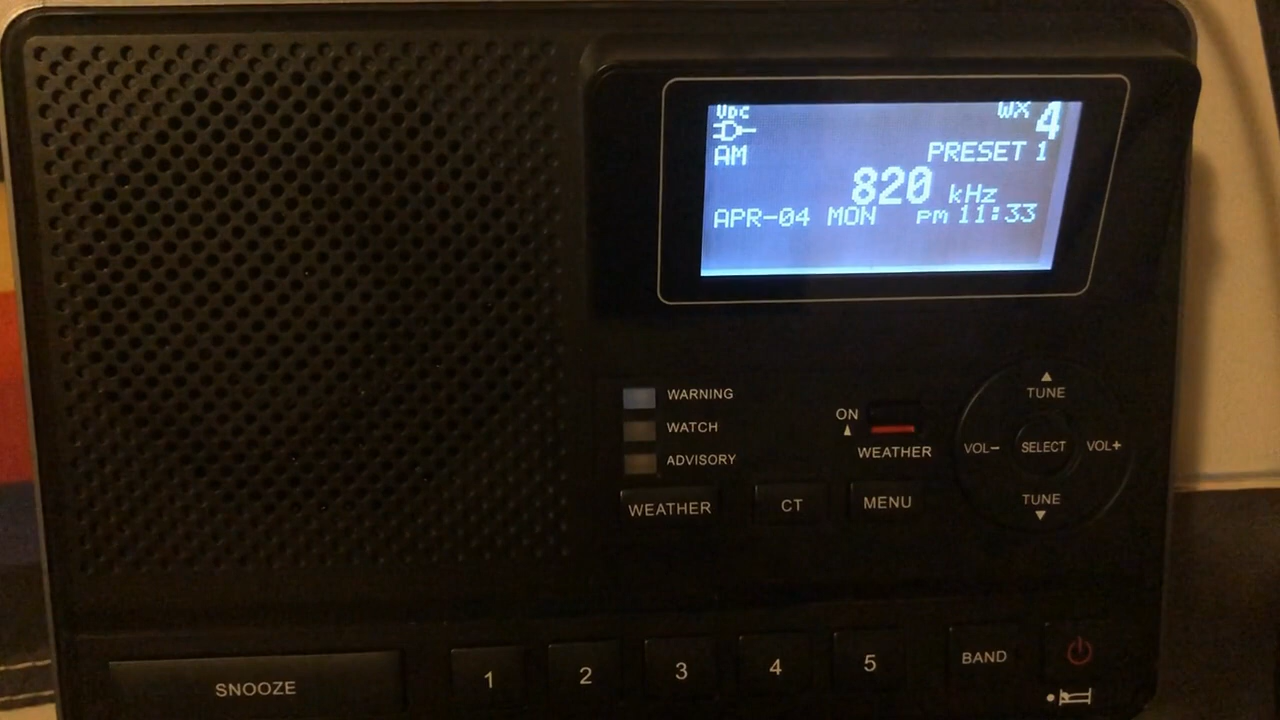 VDC WX 4
AM PRESET 1
820 kHz
APR-04 MON PM 11:33
WARNING
WATCH
ADVISORY
ON
WEATHER
TUNE
VOL- SELECT VOL+
TUNE
WEATHER CT MENU
SNOOZE 1 2 3 4 5 BAND